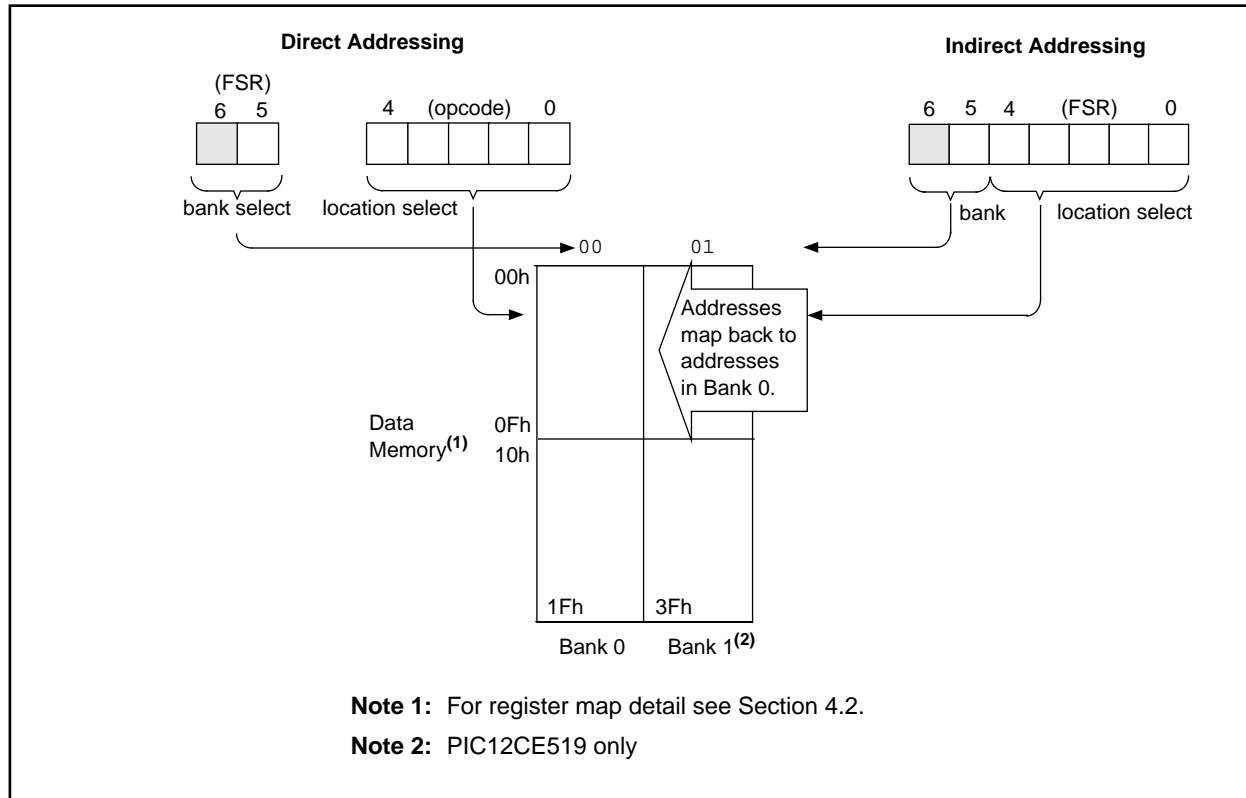 Direct Addressing
Indirect Addressing
(FSR)
6 5
4 (opcode) 0
6 5 4 (FSR) 0
bank select
location select
bank
location select
00
01
00h
Addresses
map back to
addresses
in Bank 0.
Data
Memory(1)
0Fh
10h
1Fh
3Fh
Bank 0
Bank 1(2)
Note 1: For register map detail see Section 4.2.
Note 2: PIC12CE519 only